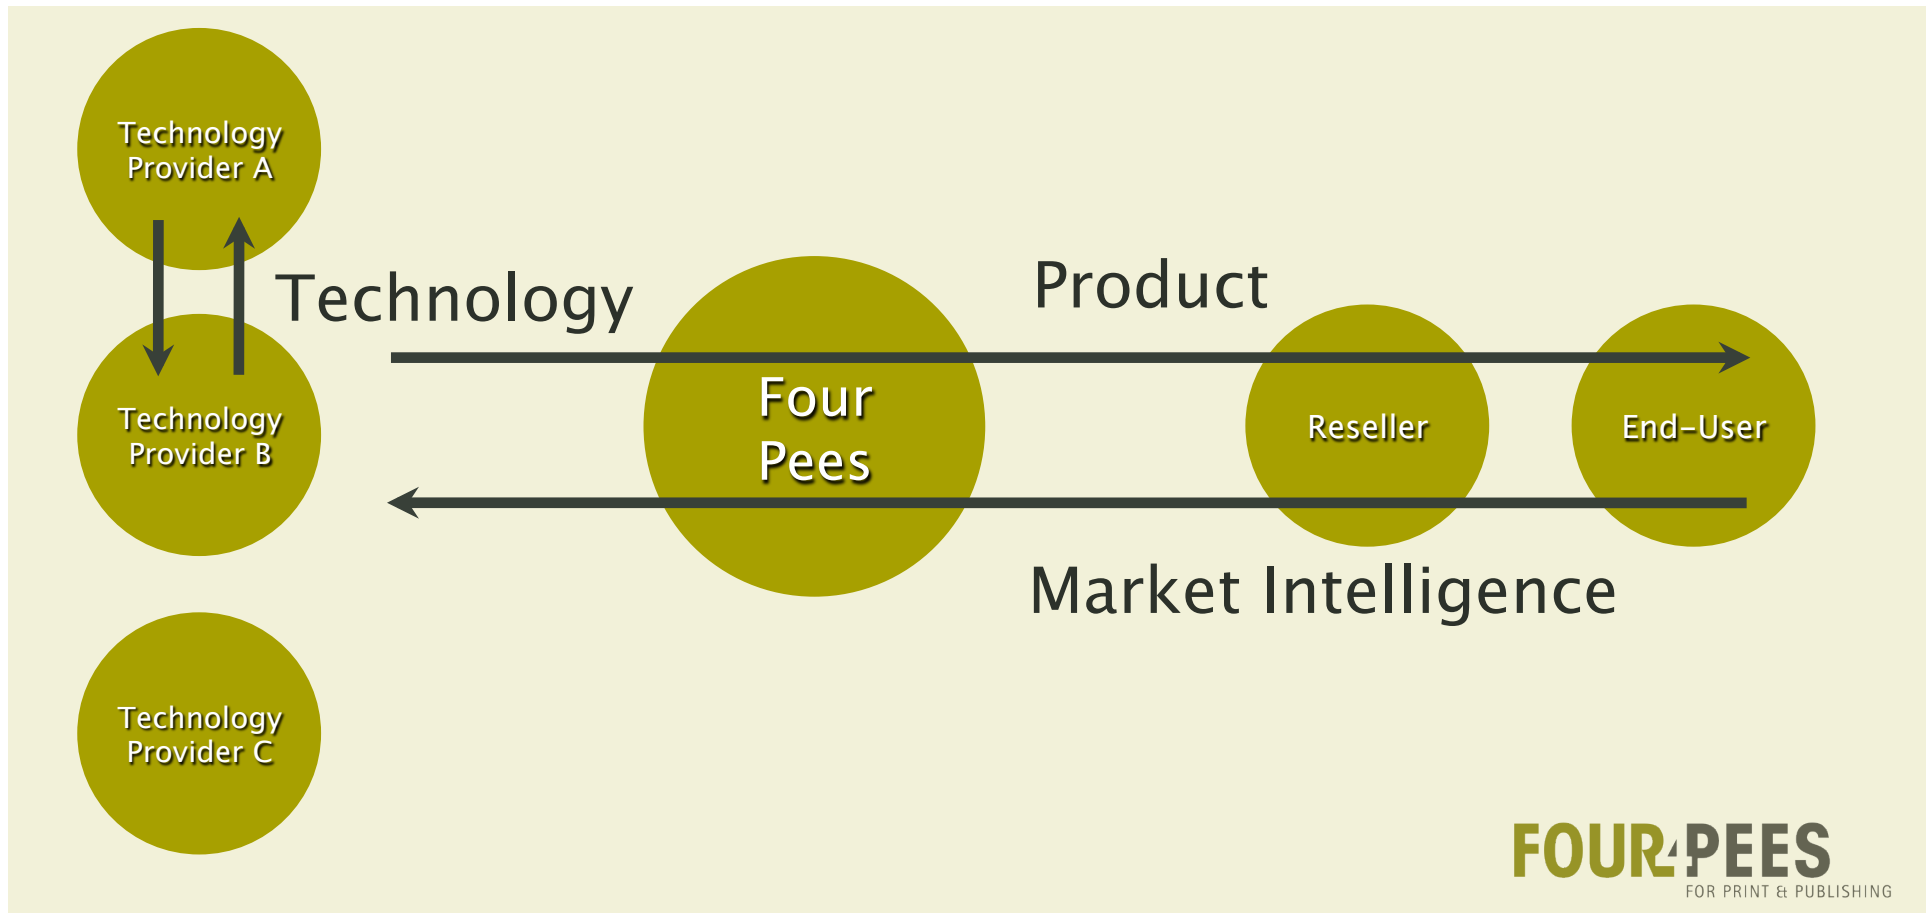 Technology
Provider A
Technology
Product
Four
Pees
Technology
Provider B
Reseller
End-User
Market Intelligence
Technology
Provider C
FOUR4PEES
FOR PRINT & PUBLISHING